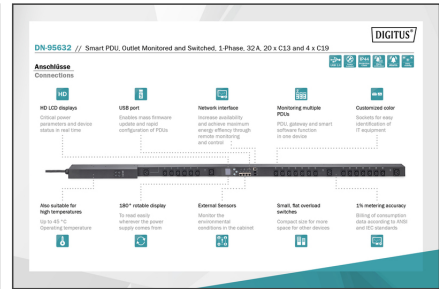 DIGITUS®
DN-95632 // Smart PDU, Outlet Monitored and Switched, 1-Phase, 32A, 20 x C13 and 4 x C19
Anschlüsse
Connections
HD
HD LCD displays
Critical power
parameters and device
status in real time
USB port
Enables mass firmware
update and rapid
configuration of PDUs
Network interface
Increase availability
and achieve maximum
energy effiency through
remote monitoring
and control
Monitoring multiple
PDUs
PDU, gateway and smart
software function
in one device
Customized color
Sockets for easy
identification of
IT equipment
Also suitable for
high temperatures
Up to 45 °C
Operating temperature
180° rotable display
To read easily
wherever the power
supply comes from
External Sensors
Monitor the
environmental
conditions in the cabinet
Small, flat overload
switches
Compact size for more
space for other devices
1% metering accuracy
Billing of consumption
data according to ANSI
and IEC standards